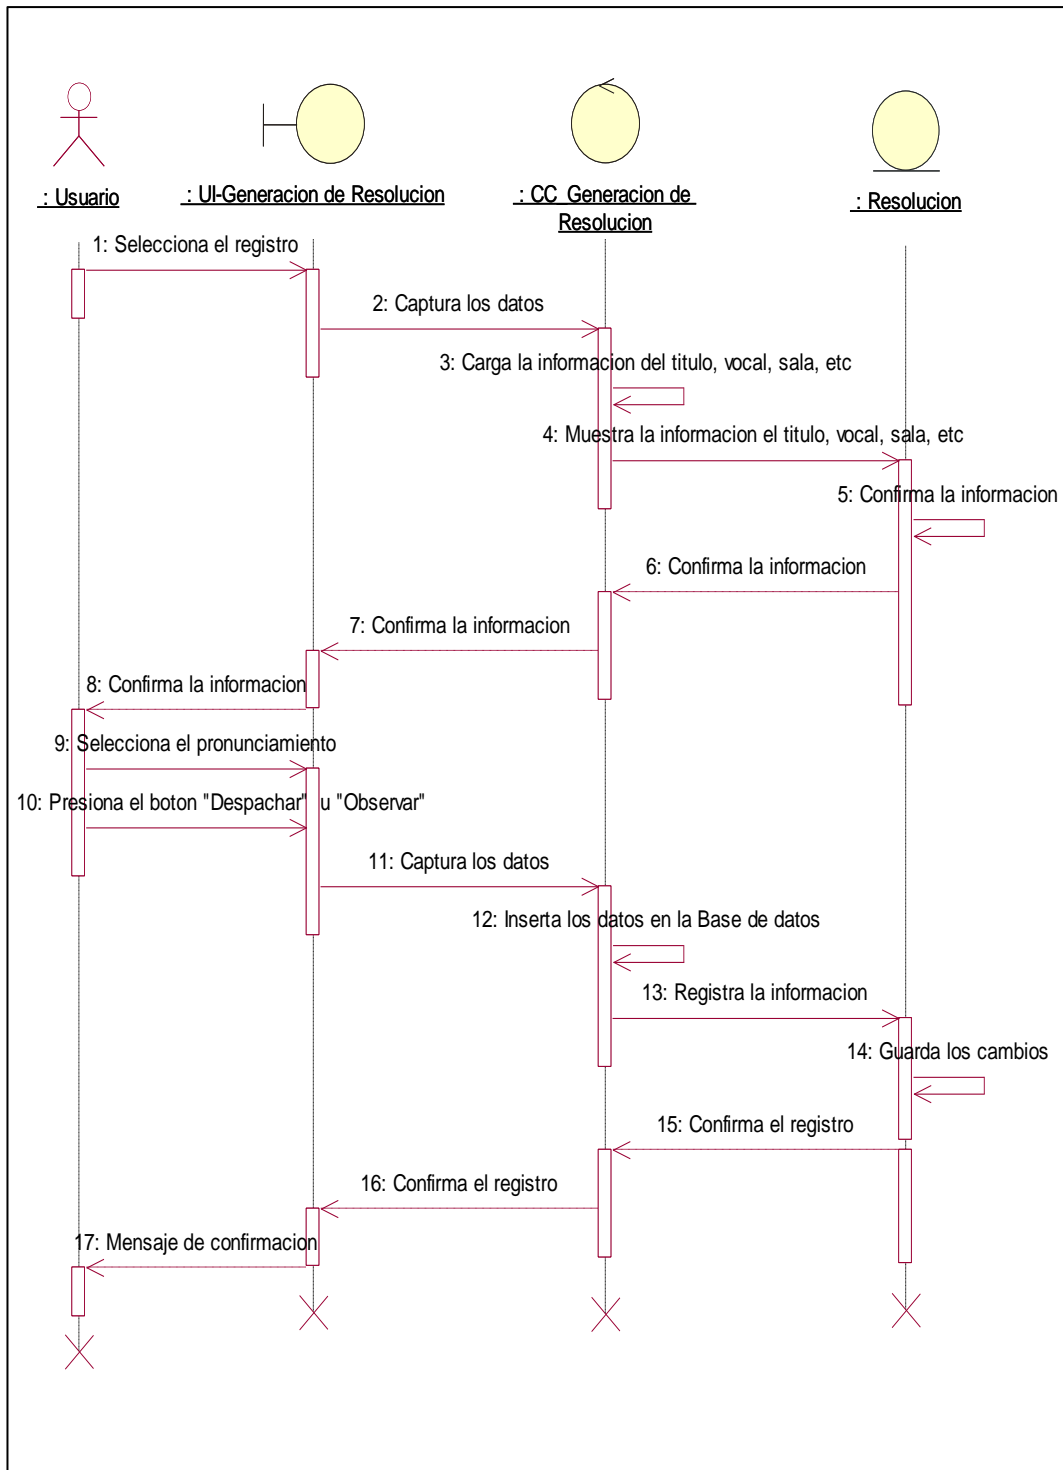 : Usuario
: UI-Generacion de Resolucion
: CC_Generacion de
Resolucion
: Resolucion
1: Selecciona el registro
2: Captura los datos
3: Carga la informacion del titulo, vocal, sala, etc
4: Muestra la informacion el titulo, vocal, sala, etc
5: Confirma la informacion
6: Confirma la informacion
7: Confirma la informacion
8: Confirma la informacion
9: Selecciona el pronunciamiento
10: Presiona el boton "Despachar" u "Observar"
11: Captura los datos
12: Inserta los datos en la Base de datos
13: Registra la informacion
14: Guarda los cambios
15: Confirma el registro
16: Confirma el registro
17: Mensaje de confirmacion